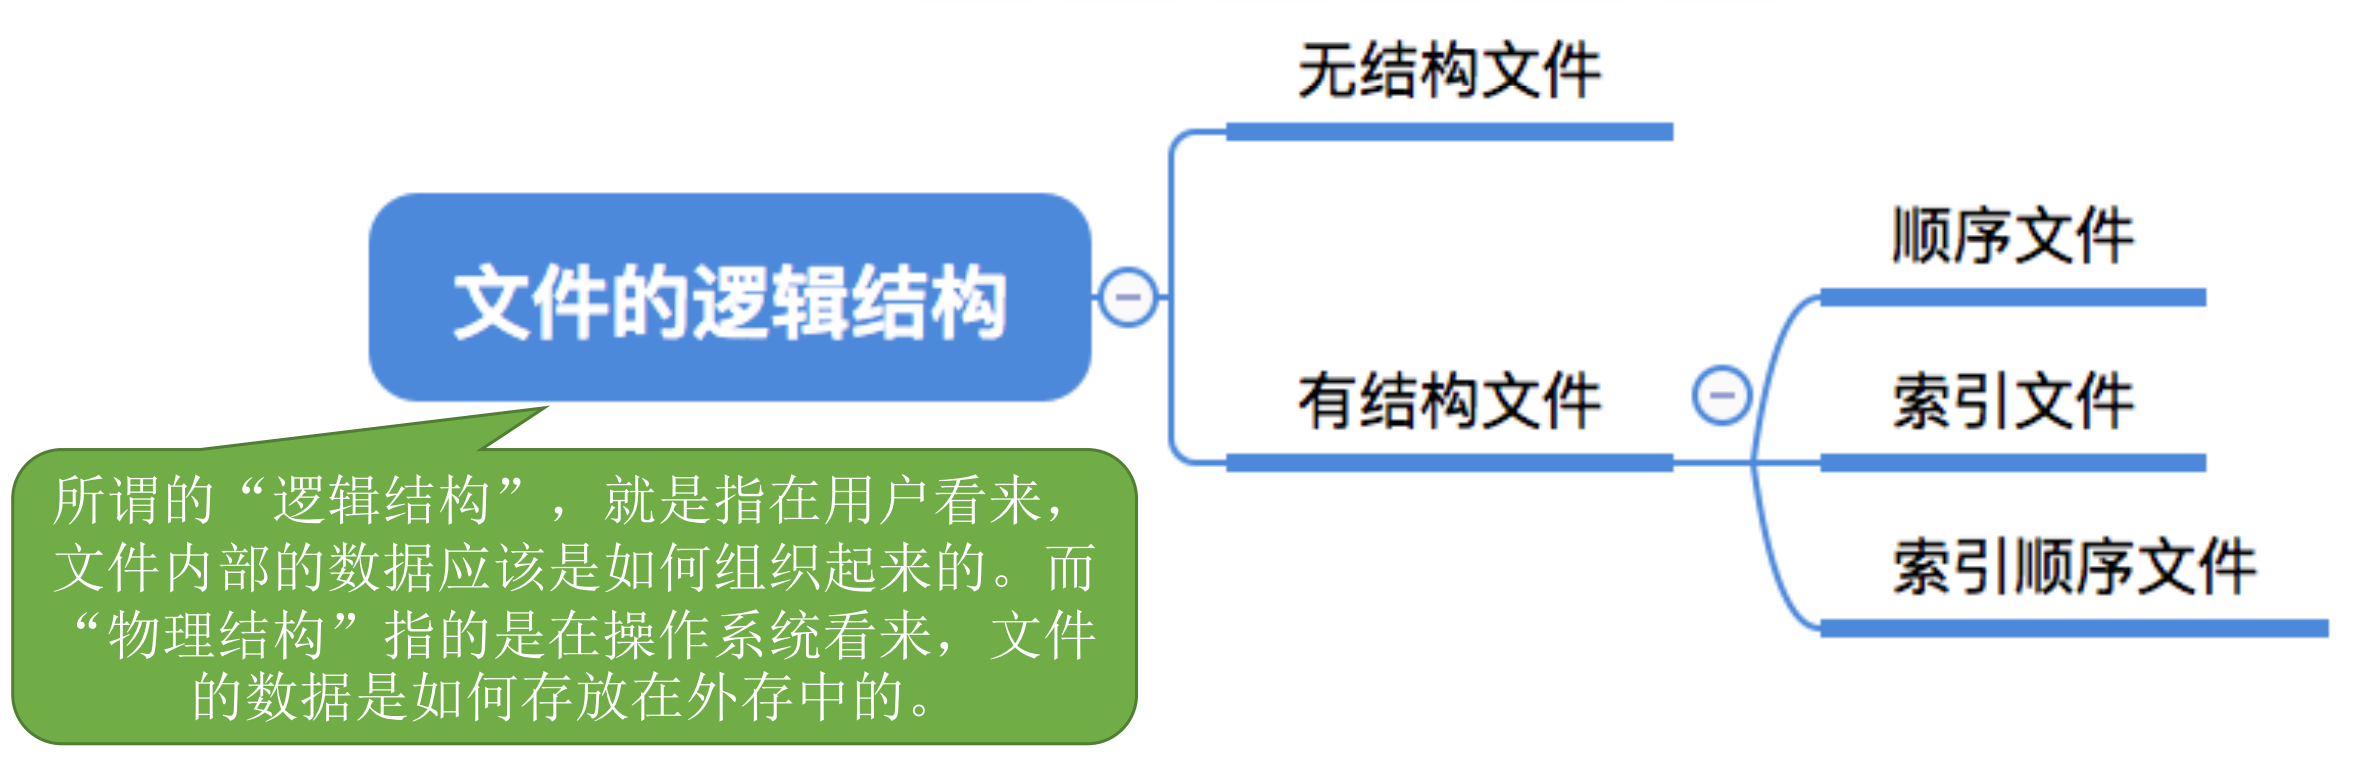 无结构文件
顺序文件
文件的逻辑结构
有结构文件
索引文件
索引顺序文件
所谓的“逻辑结构”，就是指在用户看来，
文件内部的数据应该是如何组织起来的。而
“物理结构”指的是在操作系统看来，文件
的数据是如何存放在外存中的。